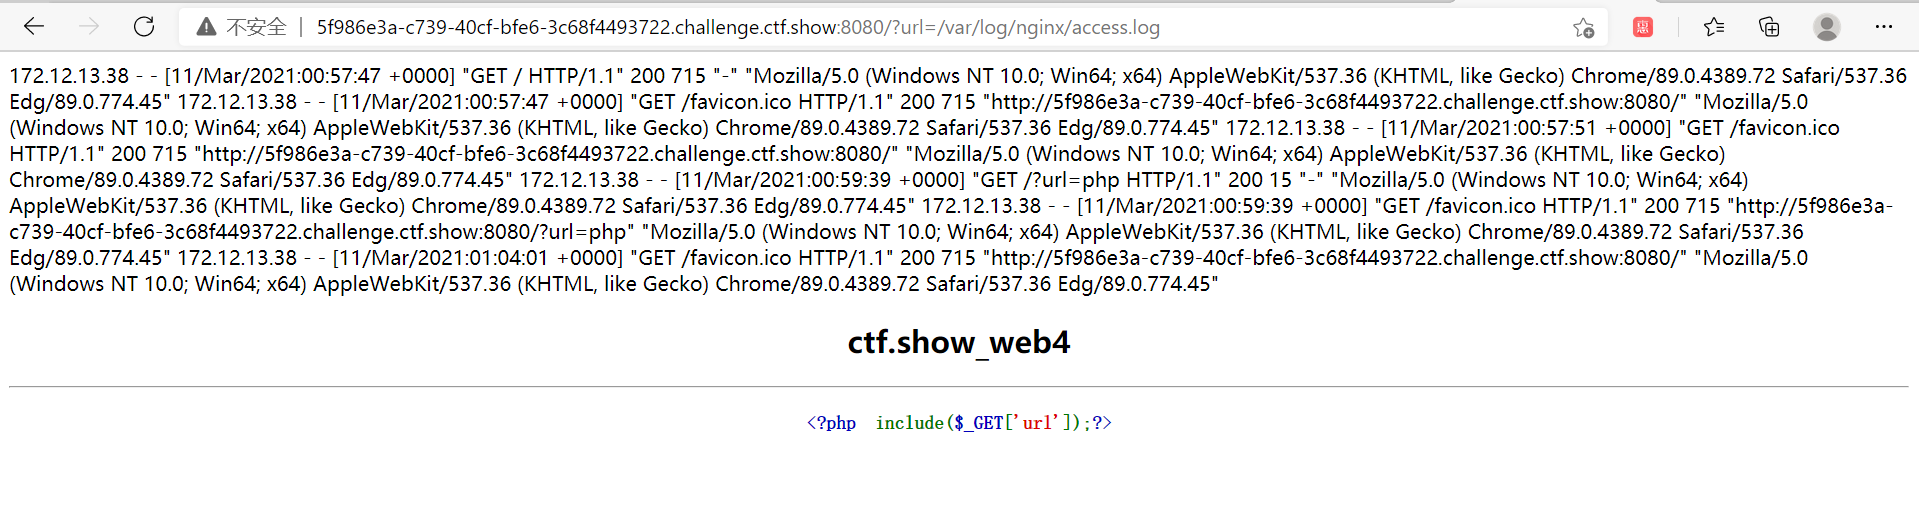 不安全 | 5f986e3a-c739-40cf-bfe6-3c68f4493722.challenge.ctf.show:8080/?url=/var/log/nginx/access.log
惠
172.12.13.38 - - [11/Mar/2021:00:57:47 +0000] "GET / HTTP/1.1" 200 715 "-" "Mozilla/5.0 (Windows NT 10.0; Win64; x64) AppleWebKit/537.36 (KHTML, like Gecko) Chrome/89.0.4389.72 Safari/537.36
Edg/89.0.774.45" 172.12.13.38 - - [11/Mar/2021:00:57:47 +0000] "GET /favicon.ico HTTP/1.1" 200 715 "http://5f986e3a-c739-40cf-bfe6-3c68f4493722.challenge.ctf.show:8080/" "Mozilla/5.0
(Windows NT 10.0; Win64; x64) AppleWebKit/537.36 (KHTML, like Gecko) Chrome/89.0.4389.72 Safari/537.36 Edg/89.0.774.45" 172.12.13.38 - - [11/Mar/2021:00:57:51 +0000] "GET /favicon.ico
HTTP/1.1" 200 715 "http://5f986e3a-c739-40cf-bfe6-3c68f4493722.challenge.ctf.show:8080/" "Mozilla/5.0 (Windows NT 10.0; Win64; x64) AppleWebKit/537.36 (KHTML, like Gecko)
Chrome/89.0.4389.72 Safari/537.36 Edg/89.0.774.45" 172.12.13.38 - - [11/Mar/2021:00:59:39 +0000] "GET /?url=php HTTP/1.1" 200 15 "-" "Mozilla/5.0 (Windows NT 10.0; Win64; x64)
AppleWebKit/537.36 (KHTML, like Gecko) Chrome/89.0.4389.72 Safari/537.36 Edg/89.0.774.45" 172.12.13.38 - - [11/Mar/2021:00:59:39 +0000] "GET /favicon.ico HTTP/1.1" 200 715 "http://5f986e3a-
c739-40cf-bfe6-3c68f4493722.challenge.ctf.show:8080/?url=php" "Mozilla/5.0 (Windows NT 10.0; Win64; x64) AppleWebKit/537.36 (KHTML, like Gecko) Chrome/89.0.4389.72 Safari/537.36
Edg/89.0.774.45" 172.12.13.38 - - [11/Mar/2021:01:04:01 +0000] "GET /favicon.ico HTTP/1.1" 200 715 "http://5f986e3a-c739-40cf-bfe6-3c68f4493722.challenge.ctf.show:8080/" "Mozilla/5.0
(Windows NT 10.0; Win64; x64) AppleWebKit/537.36 (KHTML, like Gecko) Chrome/89.0.4389.72 Safari/537.36 Edg/89.0.774.45"
ctf.show_web4
<?php include($_GET['url']);?>